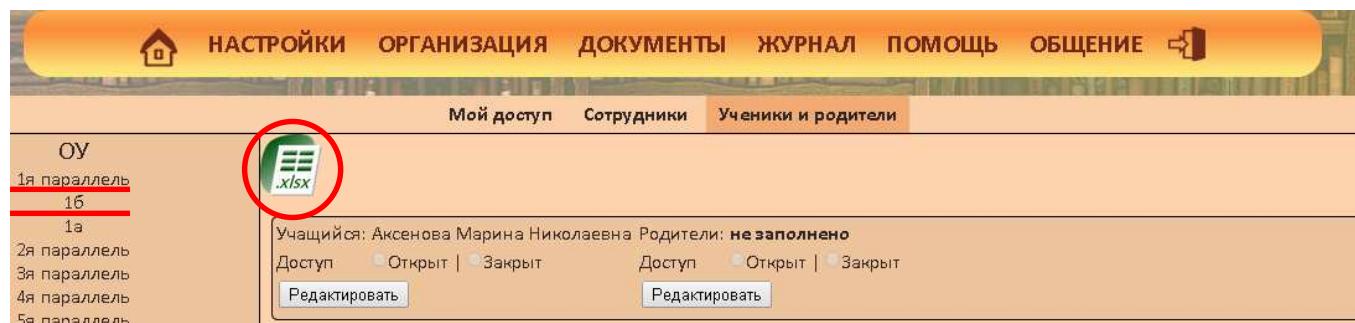 НАСТРОЙКИ ОРГАНИЗАЦИЯ ДОКУМЕНТЫ ЖУРНАЛ ПОМОЩЬ ОБЩЕНИЕ
Мой доступ Сотрудники Ученики и родители
ОУ
1я параллель
1б
1а
2я параллель
3я параллель
4я параллель
5я параллель
.xlsx
Учащийся: Аксенова Марина Николаевна Родители: не заполнено
Доступ Открыт | Закрыт Доступ Открыт | Закрыт
Редактировать Редактировать